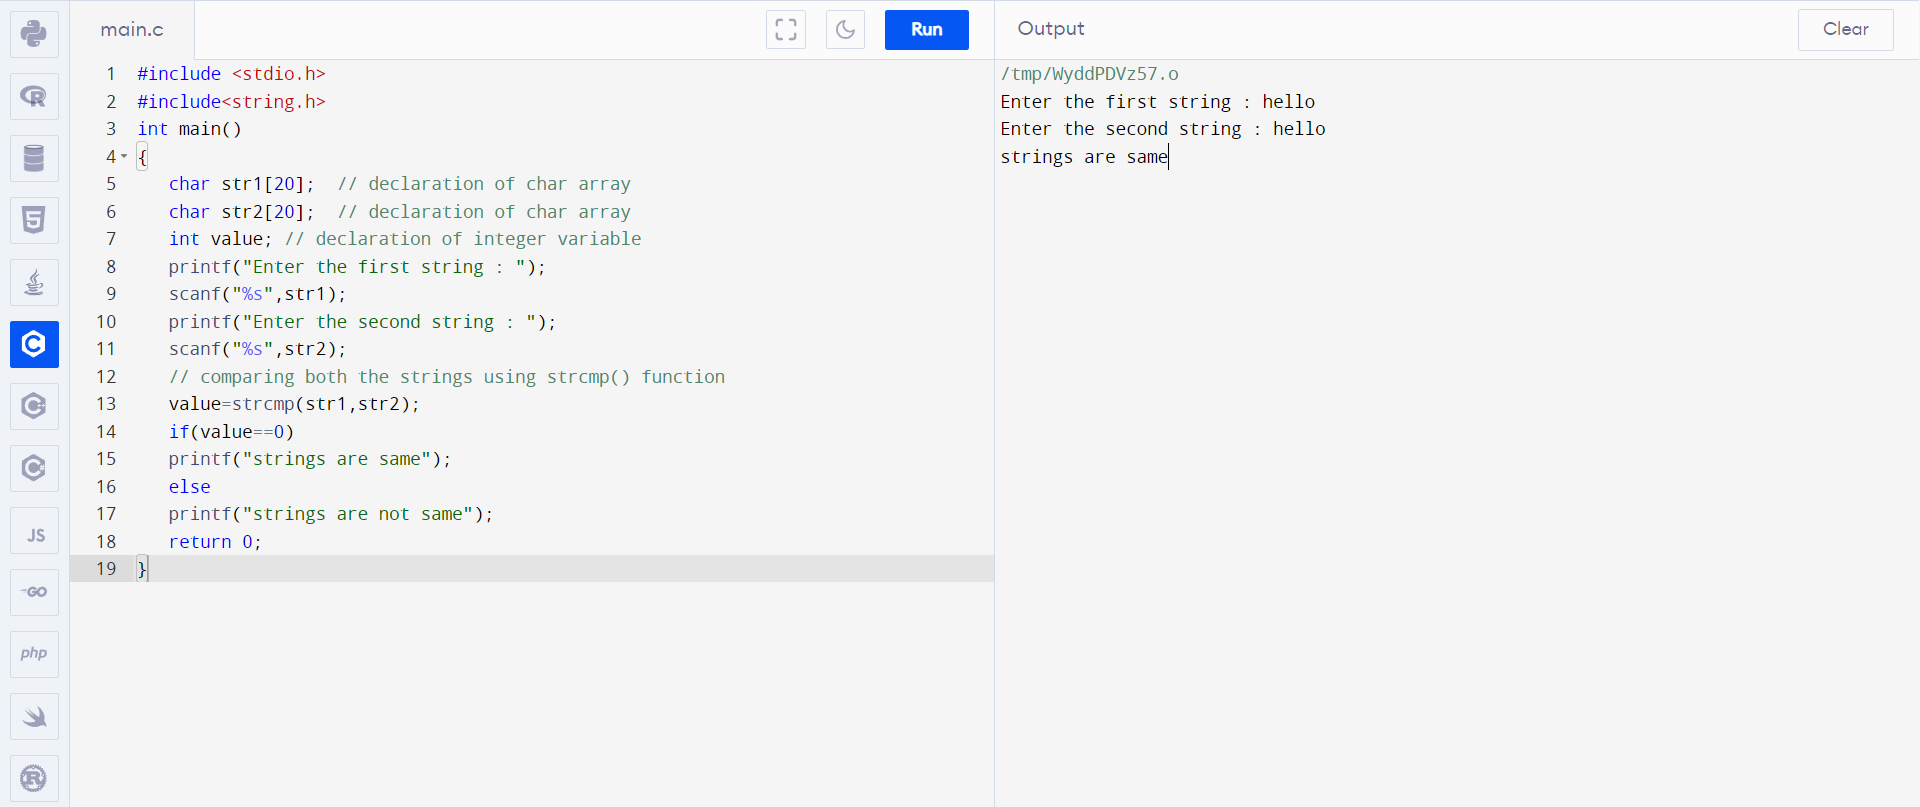 main.c
Run
Output
Clear
1 #include <stdio.h>
2 #include<string.h>
3 int main()
4 {
5 char str1[20];  // declaration of char array
6 char str2[20];  // declaration of char array
7 int value; // declaration of integer variable
8 printf("Enter the first string : ");
9 scanf("%s",str1);
10 printf("Enter the second string : ");
11 scanf("%s",str2);
12 // comparing both the strings using strcmp() function
13 value=strcmp(str1,str2);
14 if(value==0)
15 printf("strings are same");
16 else
17 printf("strings are not same");
18 return 0;
19 }
/tmp/WyddPDVz57.o
Enter the first string : hello
Enter the second string : hello
strings are same
R
5
C
C
C
JS
GO
php
R